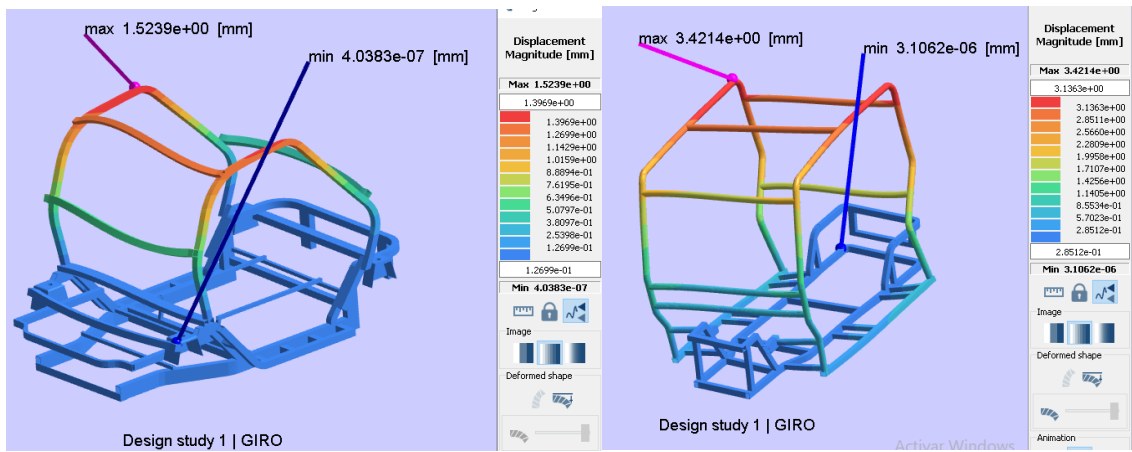 max 1.5239e+00 [mm]
min 4.0383e-07 [mm]
Displacement
Magnitude [mm]
Max 1.5239e+00
1.3969e+00
1.3969e+00
1.2699e+00
1.1429e+00
1.0159e+00
8.8894e-01
7.6195e-01
6.3496e-01
5.0797e-01
3.8097e-01
2.5398e-01
1.2699e-01
1.2699e-01
Min 4.0383e-07
Image
Deformed shape
Design study 1 | GIRO
max 3.4214e+00 [mm]
min 3.1062e-06 [mm]
Displacement
Magnitude [mm]
Max 3.4214e+00
3.1363e+00
3.1363e+00
2.8511e+00
2.5660e+00
2.2809e+00
1.9958e+00
1.7107e+00
1.4256e+00
1.1405e+00
8.5534e-01
5.7023e-01
2.8512e-01
2.8512e-01
Min 3.1062e-06
Image
Deformed shape
Animation
Design study 1 | GIRO
Activar Windows